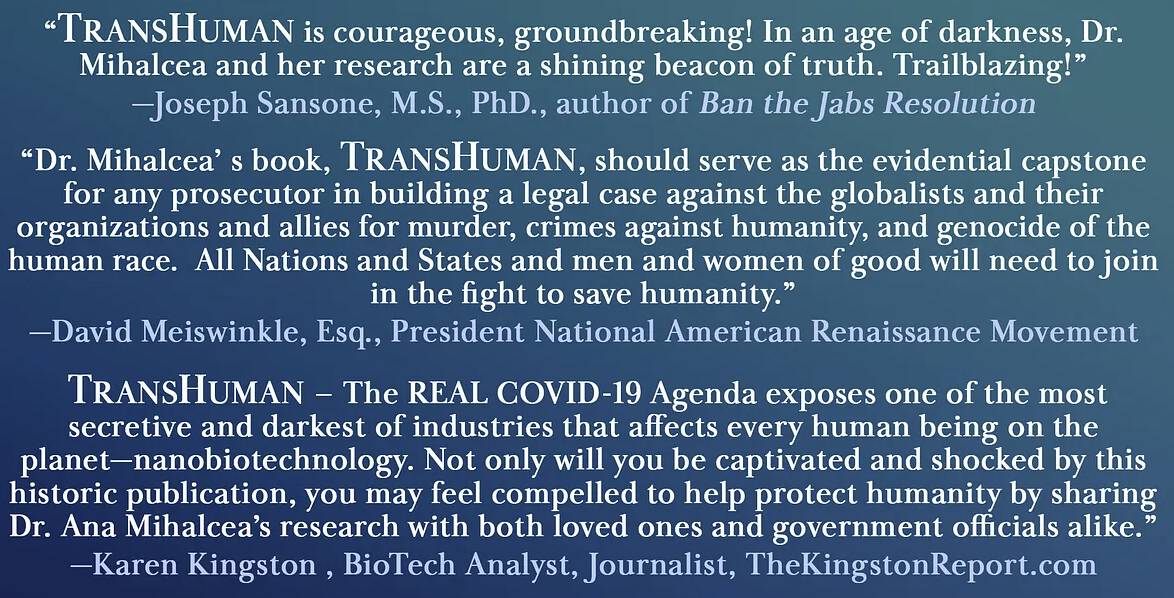 “TRANSHUMAN is courageous, groundbreaking! In an age of darkness, Dr.
Mihalcea and her research are a shining beacon of truth. Trailblazing!”
—Joseph Sansone, M.S., PhD., author of Ban the Jabs Resolution
“Dr. Mihalcea’ s book, TRANSHUMAN, should serve as the evidential capstone
for any prosecutor in building a legal case against the globalists and their
organizations and allies for murder, crimes against humanity, and genocide of the
human race.  All Nations and States and men and women of good will need to join
in the fight to save humanity.”
—David Meiswinkle, Esq., President National American Renaissance Movement
TRANSHUMAN – The REAL COVID-19 Agenda exposes one of the most
secretive and darkest of industries that affects every human being on the
planet—nanobiotechnology. Not only will you be captivated and shocked by this
historic publication, you may feel compelled to help protect humanity by sharing
Dr. Ana Mihalcea’s research with both loved ones and government officials alike.”
—Karen Kingston , BioTech Analyst, Journalist, TheKingstonReport.com